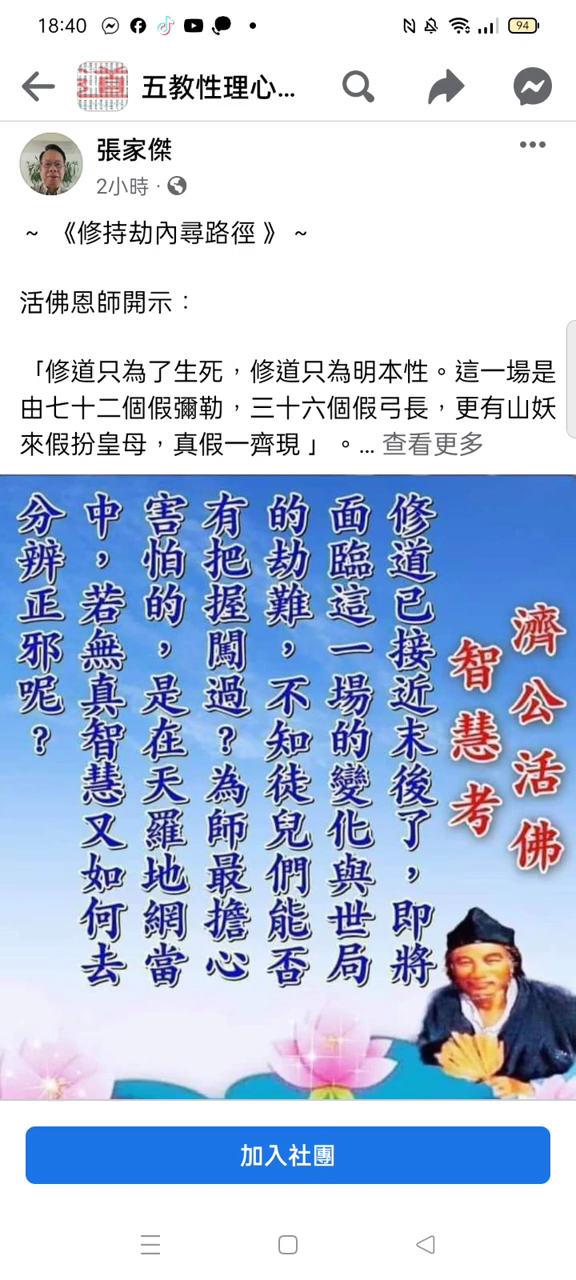 18:40
94
五教性理心...
張家傑
2小時 ·
~ 《修持劫內尋路徑 》 ~
活佛恩師開示：
「修道只為了生死，修道只為明本性。這一場是
由七十二個假彌勒，三十六個假弓長，更有山妖
來假扮皇母，真假一齊現 」 。... 查看更多
濟公活佛
智慧考
修道已接近末後了，即將
面臨這一場的變化與世局
的劫難，不知徒兒們能否
有把握闖過？為師最擔心
害怕的，是在天羅地網當
中，若無真智慧又如何去
分辨正邪呢？
加入社團